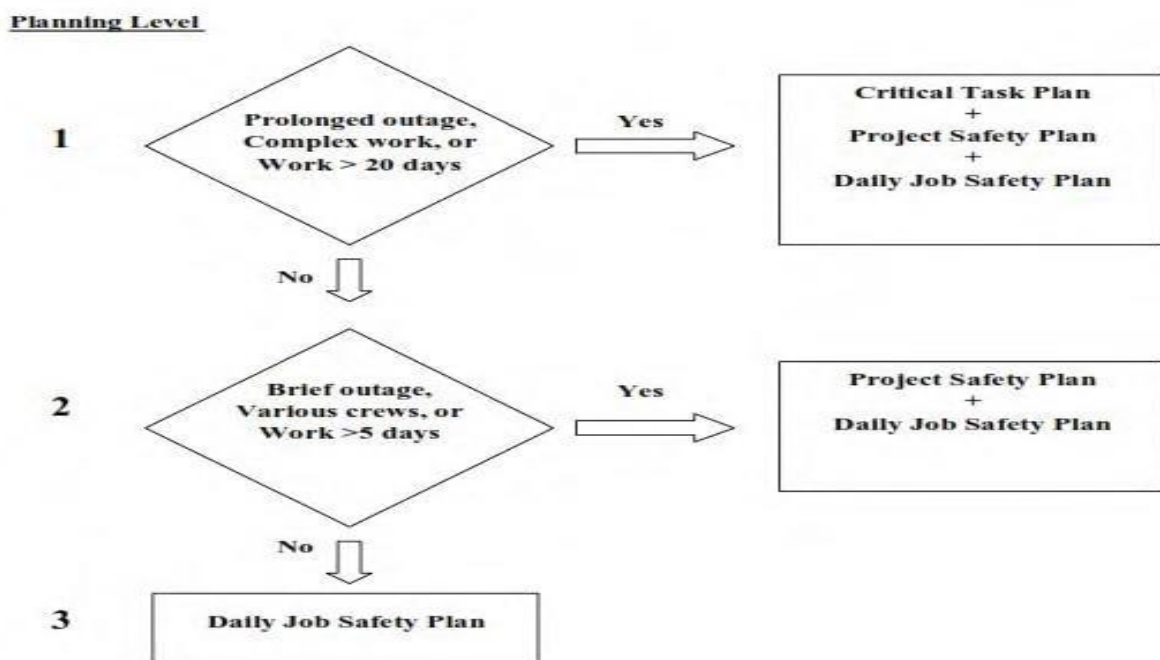 Planning Level
1
Prolonged outage,
Complex work, or
Work > 20 days
Yes
Critical Task Plan
+
Project Safety Plan
+
Daily Job Safety Plan
No
2
Brief outage,
Various crews, or
Work >5 days
Yes
Project Safety Plan
+
Daily Job Safety Plan
No
3
Daily Job Safety Plan